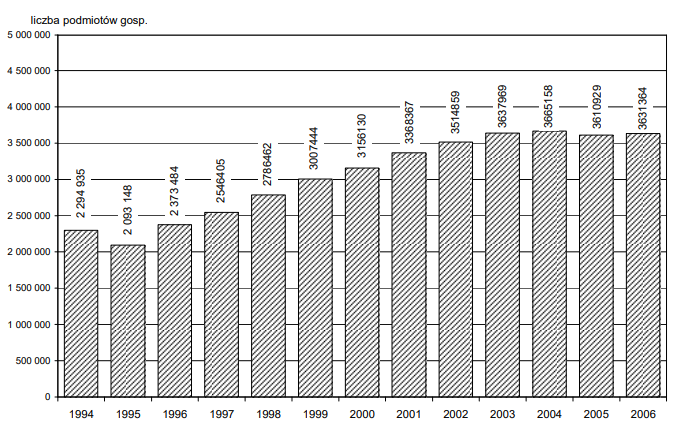 liczba podmiotów gosp.
5 000 000
4 500 000
4 000 000
3 500 000
3 000 000
2 500 000
2 000 000
1 500 000
1 000 000
500 000
0
2 294 935
2 093 148
2 373 484
2546405
2786462
3007444
3156130
3368367
3514859
3637969
3665158
3610929
3631364
1994 1995 1996 1997 1998 1999 2000 2001 2002 2003 2004 2005 2006